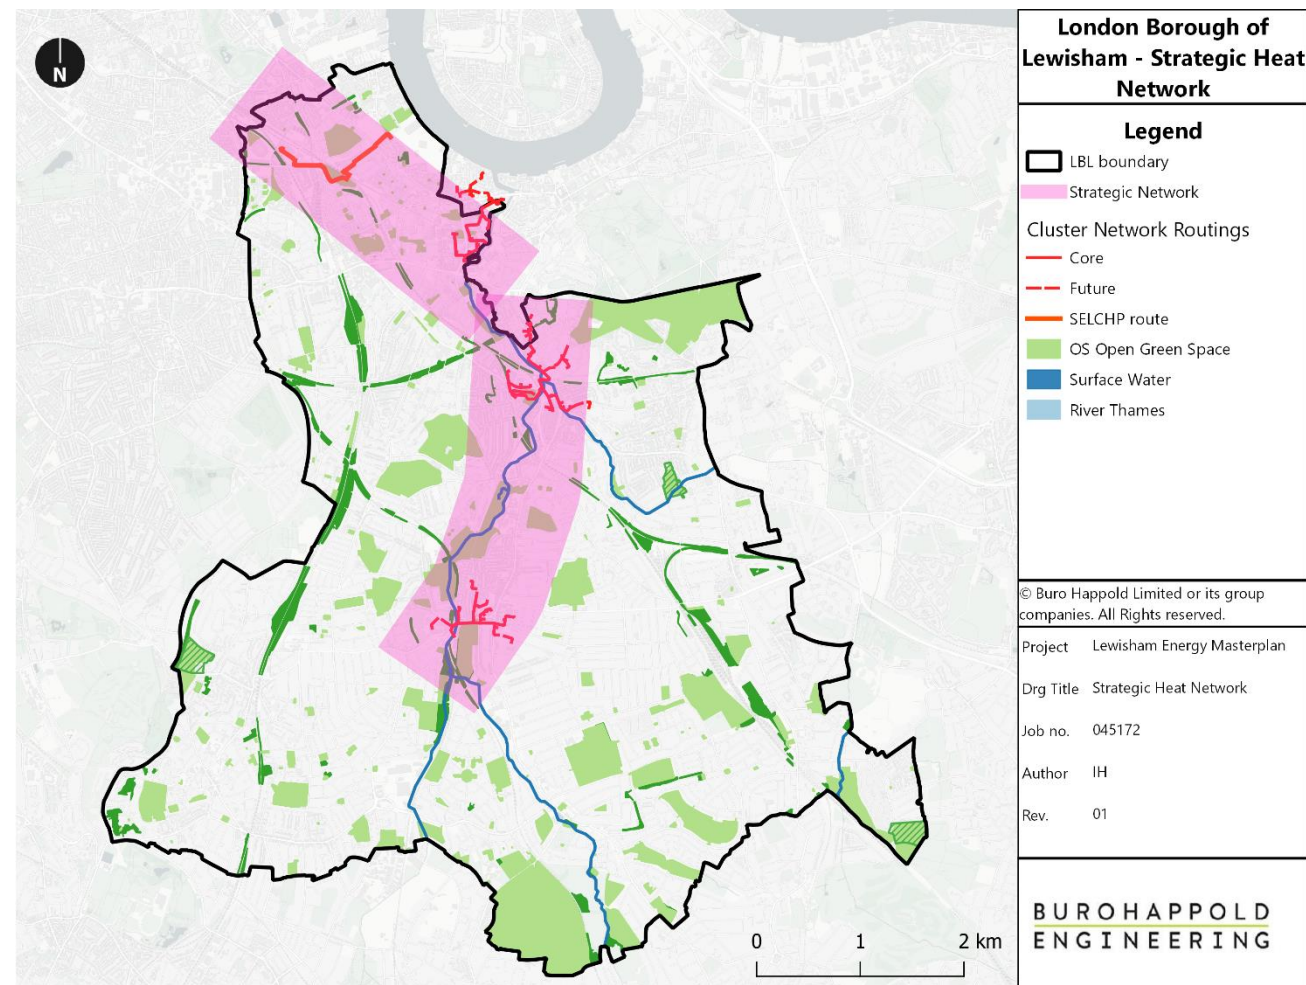 N
London Borough of
Lewisham - Strategic Heat
Network
Legend
LBL boundary
Strategic Network
Cluster Network Routings
Core
Future
SELCHP route
OS Open Green Space
Surface Water
River Thames
© Buro Happold Limited or its group
companies. All Rights reserved.
Project Lewisham Energy Masterplan
Drg Title Strategic Heat Network
Job no. 045172
Author IH
Rev. 01
0 1 2 km
BUROHAPPOLD
ENGINEERING